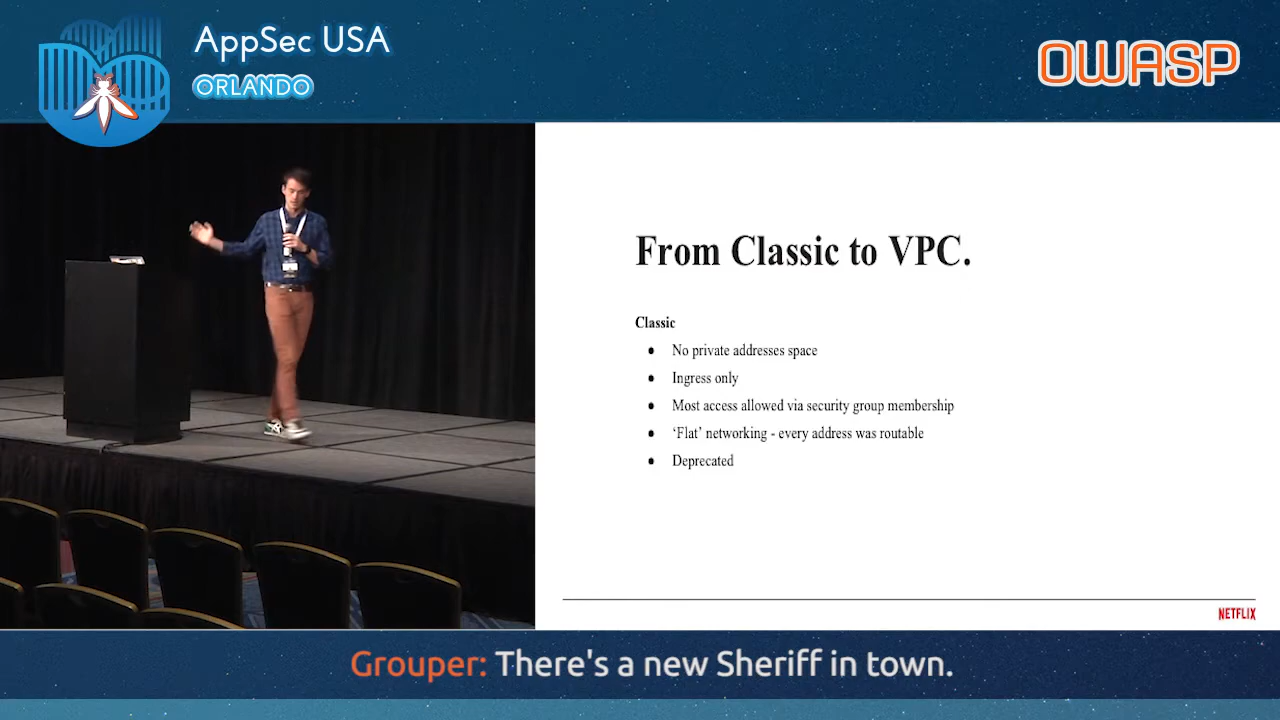 AppSec USA
ORLANDO
OWASP
From Classic to VPC.
Classic
● No private addresses space
● Ingress only
● Most access allowed via security group membership
● ‘Flat’ networking - every address was routable
● Deprecated
NETFLIX
Grouper: There's a new Sheriff in town.